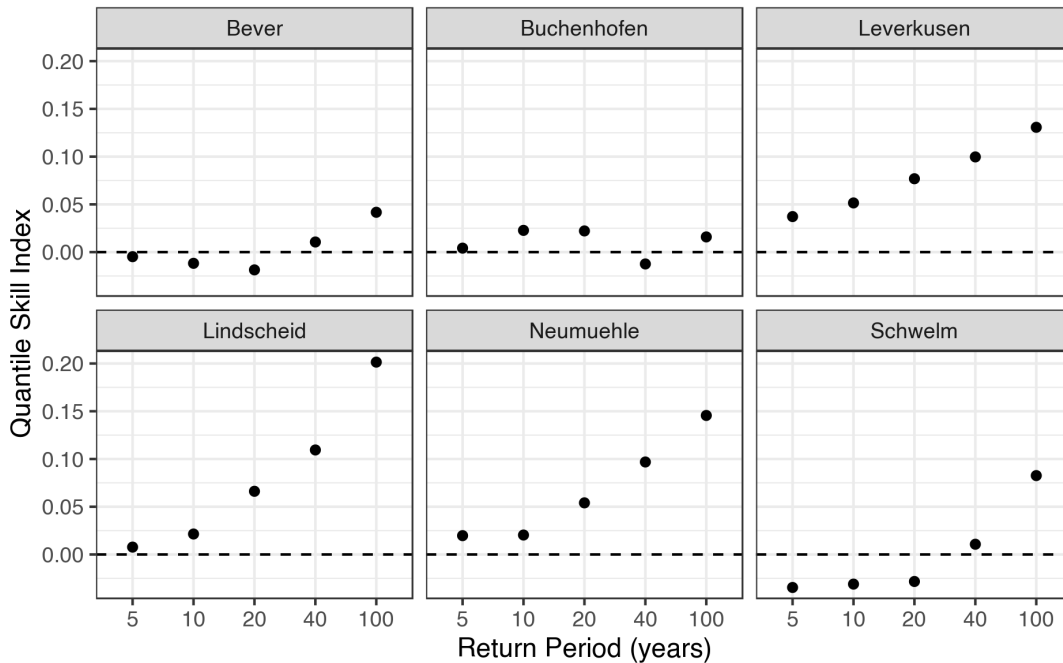 Bever Buchenhofen Leverkusen
0.20
0.15
0.10
0.05
0.00
Lindscheid Neumuehle Schwelm
0.20
0.15
0.10
0.05
0.00
5 10 20 40 100 5 10 20 40 100 5 10 20 40 100
Return Period (years)
Quantile Skill Index